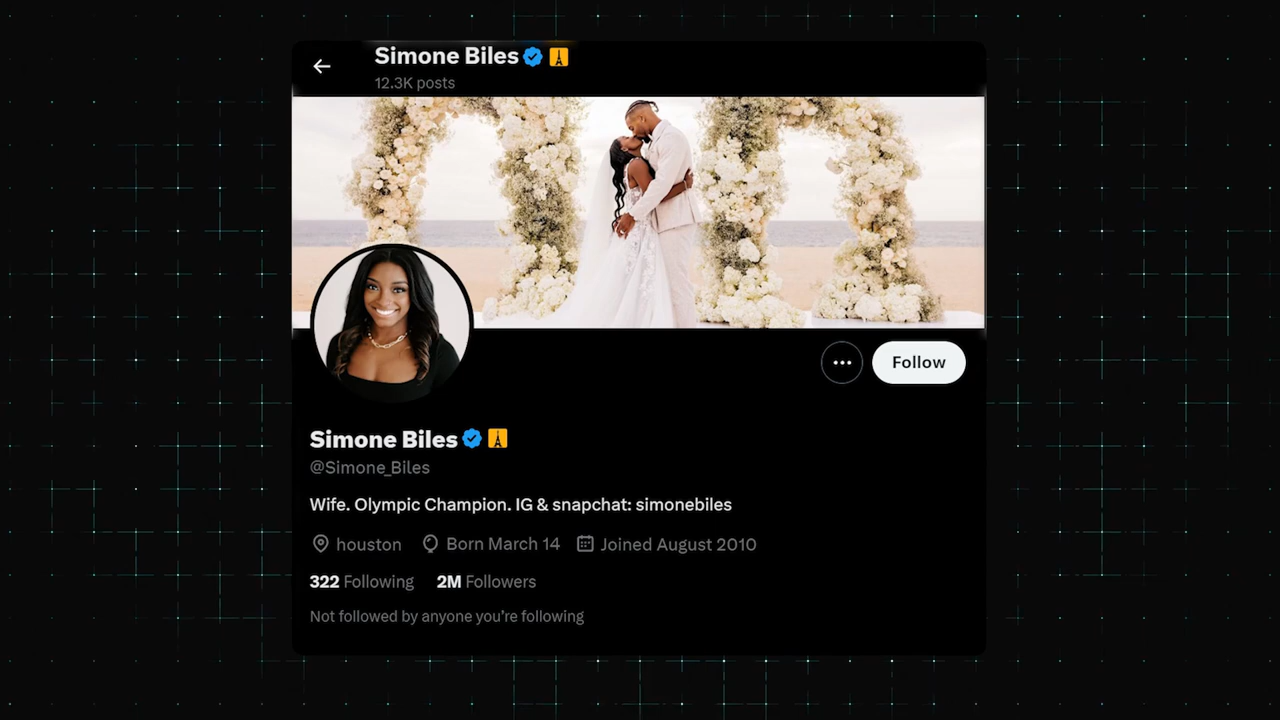 Simone Biles
12.3K posts
Follow
Simone Biles
@Simone_Biles
Wife. Olympic Champion. IG & snapchat: simonebiles
houston Born March 14 Joined August 2010
322 Following 2M Followers
Not followed by anyone you’re following